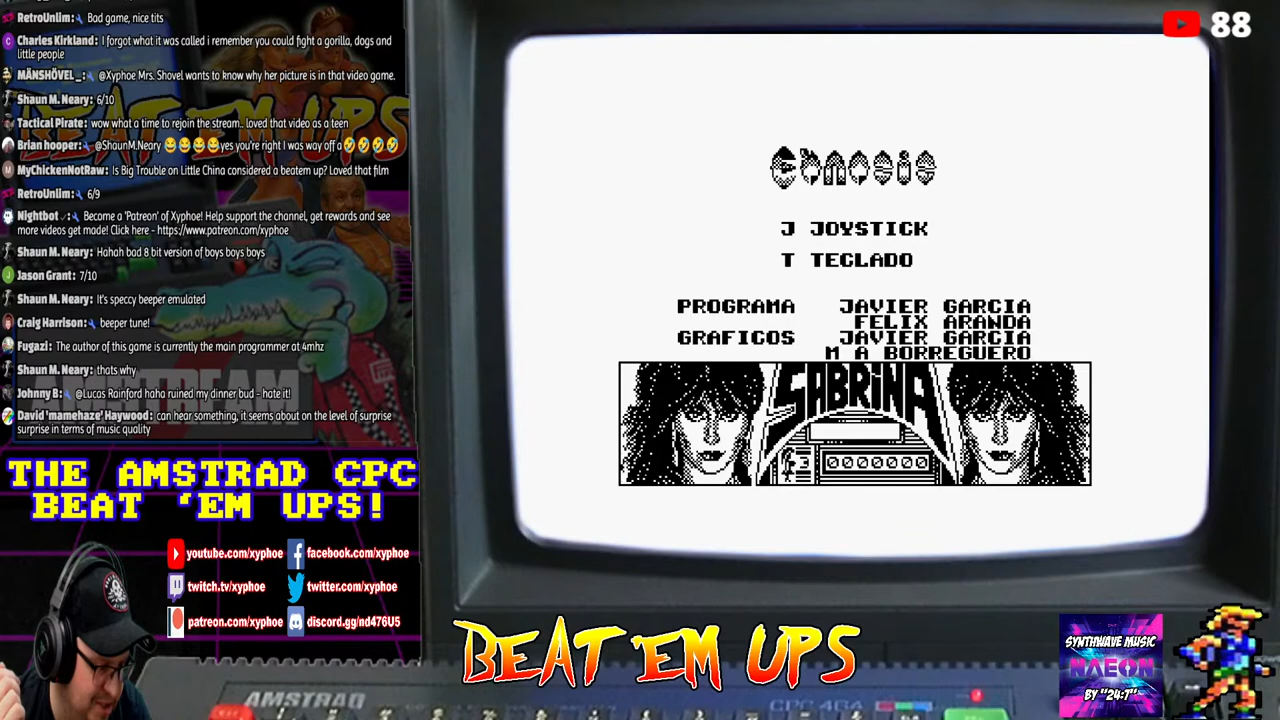 RetroUnlim: Bad game, nice tits
Charles Kirkland: I forgot what it was called i remember you could fight a gorilla, dogs and
little people
MÄNSHÖVEL_: @Xyphoe Mrs. Shovel wants to know why her picture is in that video game.
Shaun M. Neary: 6/10
Tactical Pirate: wow what a time to rejoin the stream.. loved that video as a teen
Brian hooper: @ShaunM.Neary 😂😂😂😂yes you're right I was way off a🤣🤣🤣🤣
MyChickenNotRaw: Is Big Trouble on Little China considered a beatem up? Loved that film
RetroUnlim: 6/9
Nightbot: Become a 'Patreon' of Xyphoe! Help support the channel, get rewards and see
more videos get made! Click here - https://www.patreon.com/xyphoe
Shaun M. Neary: Hahah bad 8 bit version of boys boys boys
Jason Grant: 7/10
Shaun M. Neary: It's speccy beeper emulated
Craig Harrison: beeper tune!
Fugazi: The author of this game is currently the main programmer at 4mhz
Shaun M. Neary: thats why
Johnny B: @Lucas Rainford haha ruined my dinner bud - hate it!
David 'mamehaze' Haywood: can hear something, it seems about on the level of surprise
surprise in terms of music quality
BEAT 'EM UPS
AMSTREAM
THE AMSTRAD CPC
BEAT 'EM UPS!
youtube.com/xyphoe
facebook.com/xyphoe
twitch.tv/xyphoe
twitter.com/xyphoe
patreon.com/xyphoe
discord.gg/nd476U5
88
Genesis
J JOYSTICK
T TECLADO
PROGRAMA JAVIER GARCIA
FELIX ARANDA
GRAFICOS JAVIER GARCIA
M A BORREGUERO
SABRINA
3
0000000
BEAT 'EM UPS
AMSTRAD
CPC 464
SYNTHWAVE MUSIC
NAEON
BY "24:7"